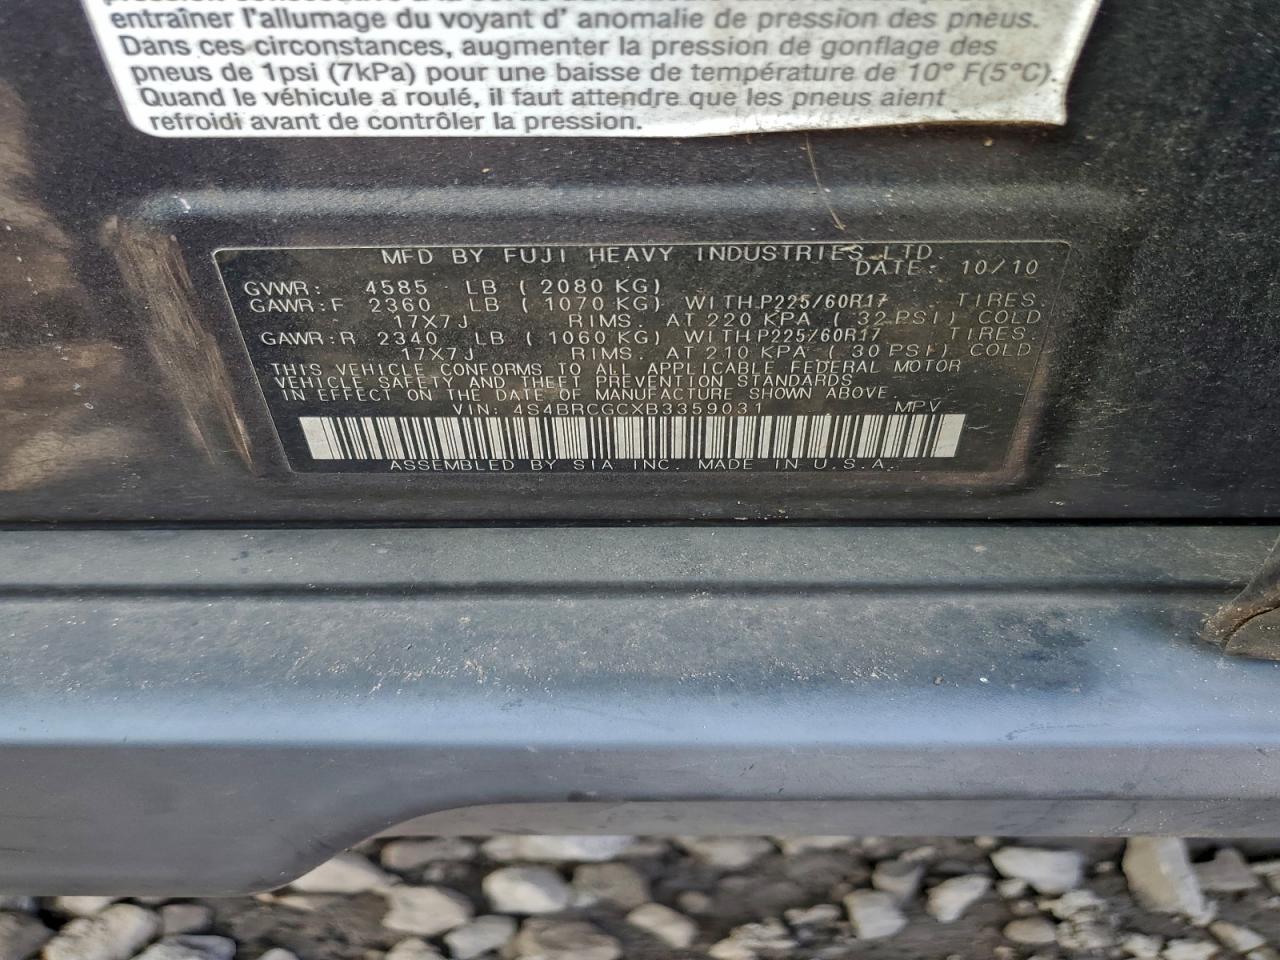 entraîner l'allumage du voyant d' anomalie de pression des pneus.
Dans ces circonstances, augmenter la pression de gonflage des
pneus de 1psi (7kPa) pour une baisse de température de 10° F(5°C).
Quand le véhicule a roulé, il faut attendre que les pneus aient
refroidi avant de contrôler la pression.
MFD BY FUJI HEAVY INDUSTRIES LTD.
DATE: 10/10
GVWR: 4585 LB ( 2080 KG)
GAWR:F 2360 LB ( 1070 KG) WITH P225/60R17 TIRES.
17X7J RIMS. AT 220 KPA ( 32 PSI) COLD
GAWR:R 2340 LB ( 1060 KG) WITH P225/60R17 TIRES
17X7J RIMS. AT 210 KPA ( 30 PSI) COLD
THIS VEHICLE CONFORMS TO ALL APPLICABLE FEDERAL MOTOR
VEHICLE SAFETY AND THEFT PREVENTION STANDARDS
IN EFFECT ON THE DATE OF MANUFACTURE SHOWN ABOVE.
VIN: 4S4BRCGCXB3359031 MPV
ASSEMBLED BY SIA INC. MADE IN U.S.A.